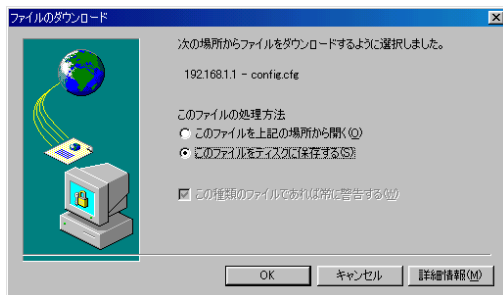 ファイルのダウンロード
次の場所からファイルをダウンロードするように選択しました。
192.168.1.1 - config.cfg
このファイルの処理方法
このファイルを上記の場所から開く(O)
このファイルをディスクに保存する(S)
この種類のファイルであれば常に警告する(W)
OK
キャンセル
詳細情報(M)